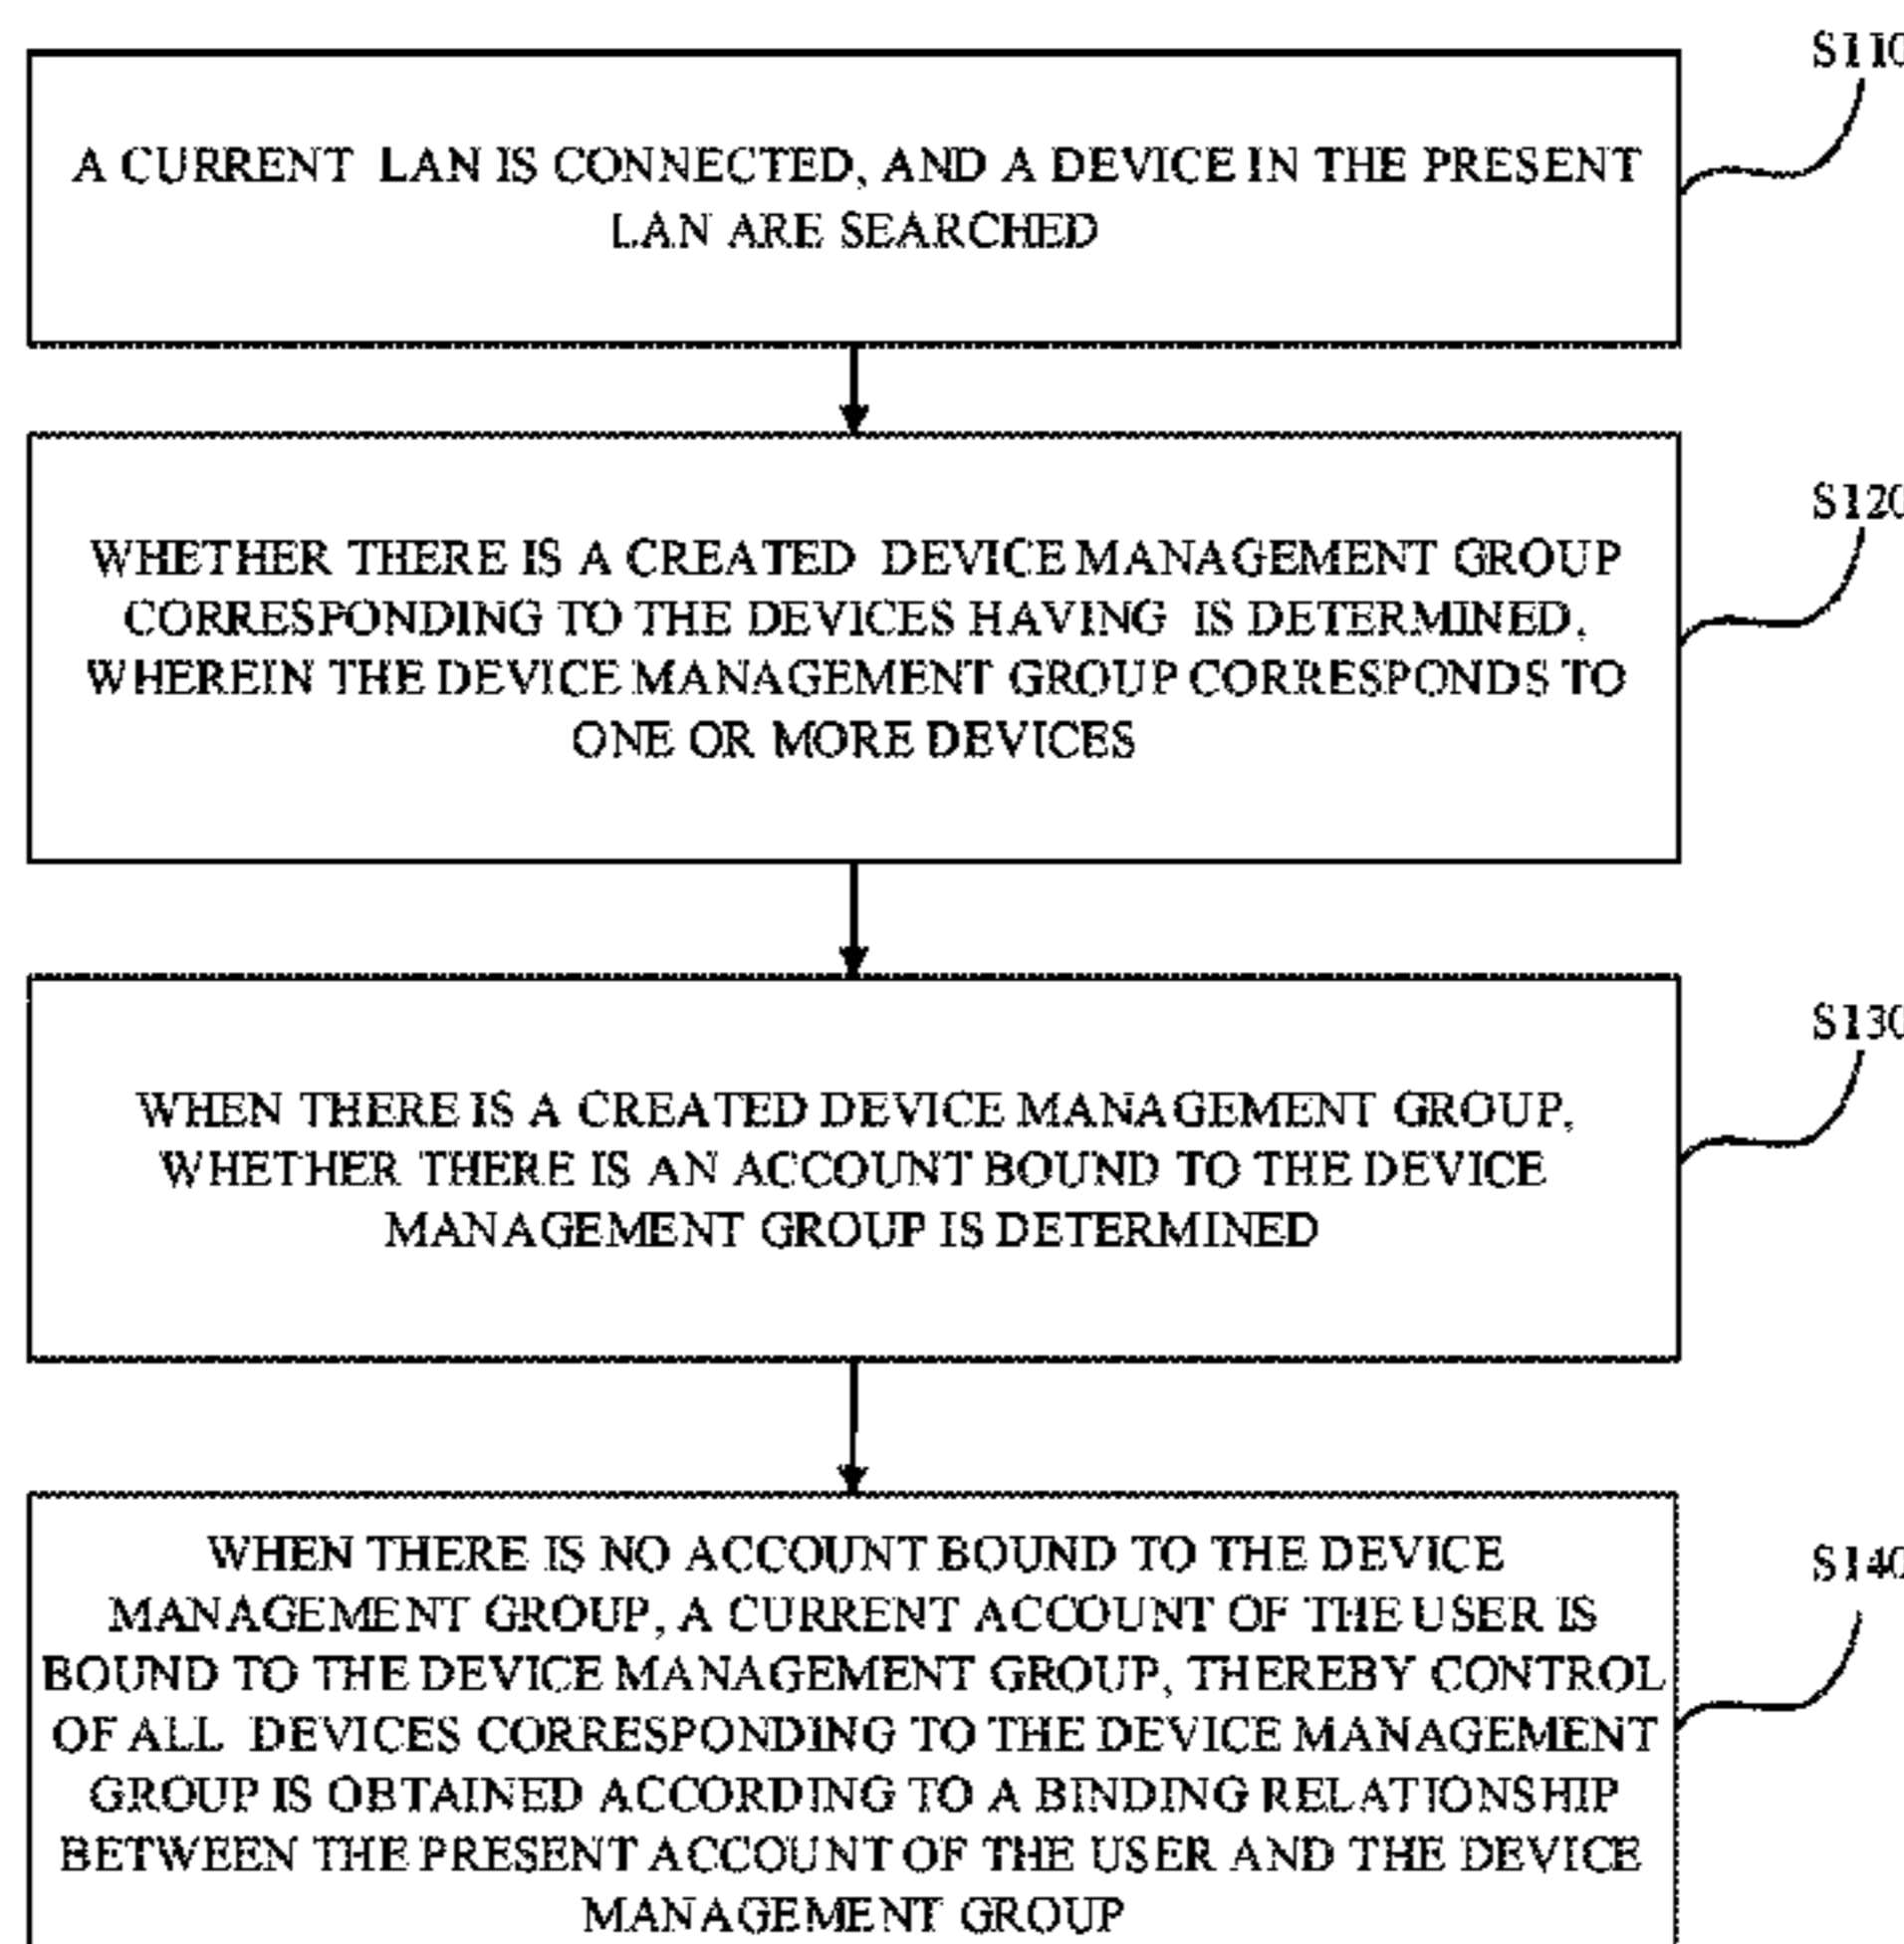 S110
A CURRENT LAN IS CONNECTED, AND A DEVICE IN THE PRESENT
LAN ARE SEARCHED
S120
WHETHER THERE IS A CREATED DEVICE MANAGEMENT GROUP
CORRESPONDING TO THE DEVICES HAVING IS DETERMINED,
WHEREIN THE DEVICE MANAGEMENT GROUP CORRESPONDS TO
ONE OR MORE DEVICES
S130
WHEN THERE IS A CREATED DEVICE MANAGEMENT GROUP,
WHETHER THERE IS AN ACCOUNT BOUND TO THE DEVICE
MANAGEMENT GROUP IS DETERMINED
S140
WHEN THERE IS NO ACCOUNT BOUND TO THE DEVICE
MANAGEMENT GROUP, A CURRENT ACCOUNT OF THE USER IS
BOUND TO THE DEVICE MANAGEMENT GROUP, THEREBY CONTROL
OF ALL DEVICES CORRESPONDING TO THE DEVICE MANAGEMENT
GROUP IS OBTAINED ACCORDING TO A BINDING RELATIONSHIP
BETWEEN THE PRESENT ACCOUNT OF THE USER AND THE DEVICE
MANAGEMENT GROUP